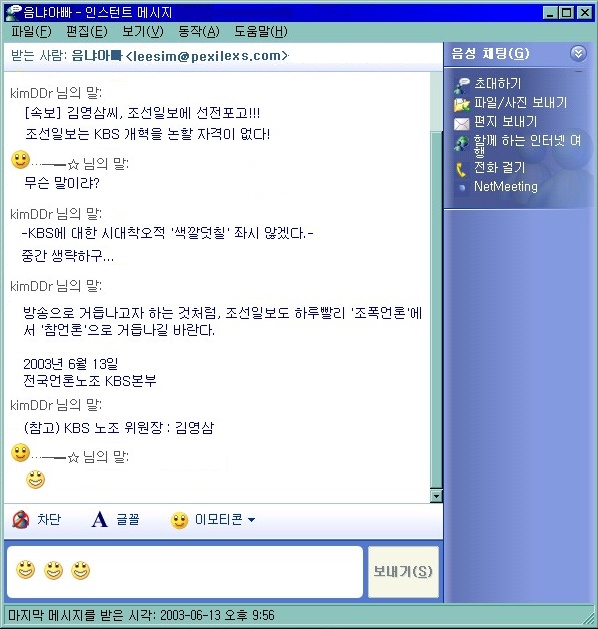 음냐아빠 - 인스턴트 메시지
파일(F) 편집(E) 보기(V) 동작(A) 도움말(H)
받는 사람: 음냐아빠 <leesim@pexilexs.com>
kimDDr 님의 말:
[속보] 김영삼씨, 조선일보에 선전포고!!!
조선일보는 KBS 개혁을 논할 자격이 없다!
....──━☆ 님의 말:
무슨 말이랴?
kimDDr 님의 말:
-KBS에 대한 시대착오적 '색깔덧칠' 좌시 않겠다.-
중간 생략하구...
kimDDr 님의 말:
방송으로 거듭나고자 하는 것처럼, 조선일보도 하루빨리 '조폭언론'에
서 '참언론'으로 거듭나길 바란다.
2003년 6월 13일
전국언론노조 KBS본부
kimDDr 님의 말:
(참고) KBS 노조 위원장 : 김영삼
....──━☆ 님의 말:
차단 글꼴 이모티콘
보내기(S)
마지막 메시지를 받은 시각: 2003-06-13 오후 9:56
음성 채팅(G)
초대하기
파일/사진 보내기
편지 보내기
함께 하는 인터넷 여
행
전화 걸기
NetMeeting